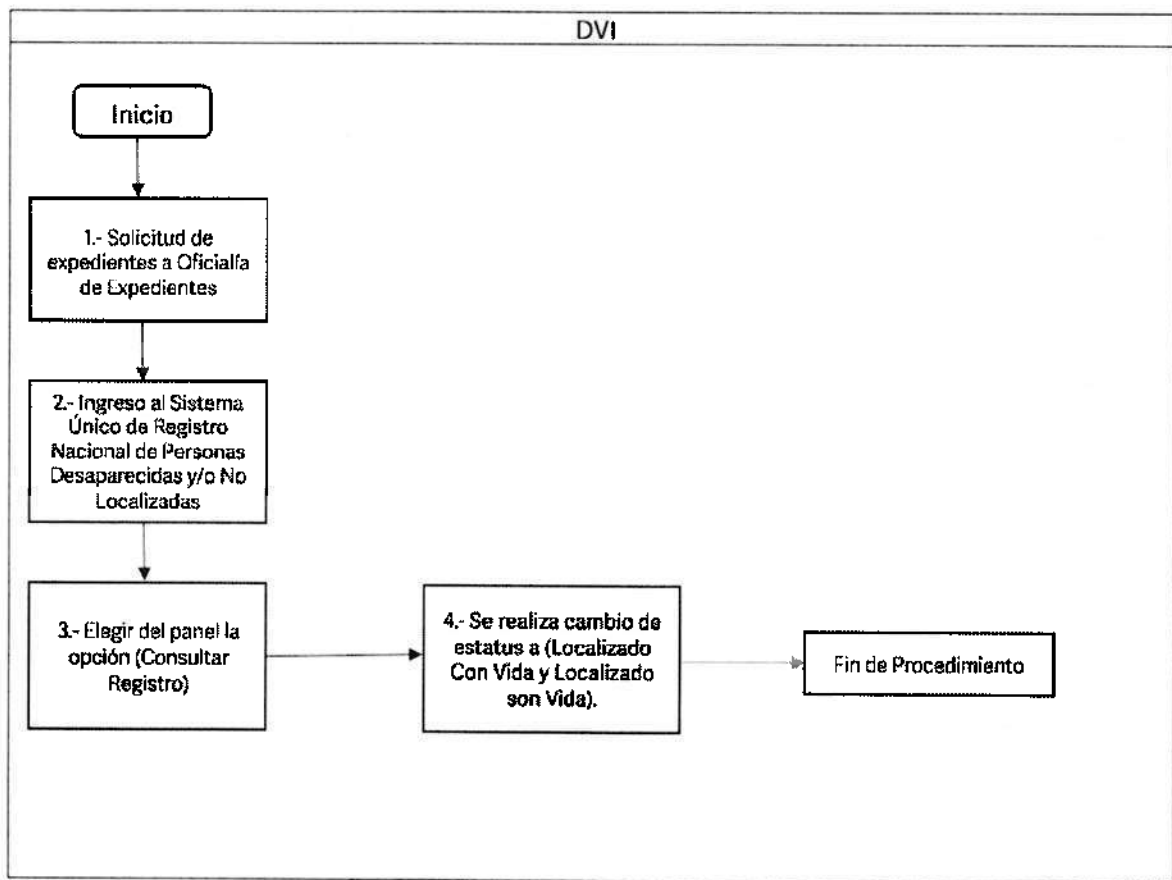 DVI
Inicio
1.- Solicitud de
expedientes a Oficialía
de Expedientes
2.- Ingreso al Sistema
Único de Registro
Nacional de Personas
Desaparecidas y/o No
Localizadas
3.- Elegir del panel la
opción (Consultar
Registro)
4.- Se realiza cambio de
estatus a (Localizado
Con Vida y Localizado
son Vida).
Fin de Procedimiento